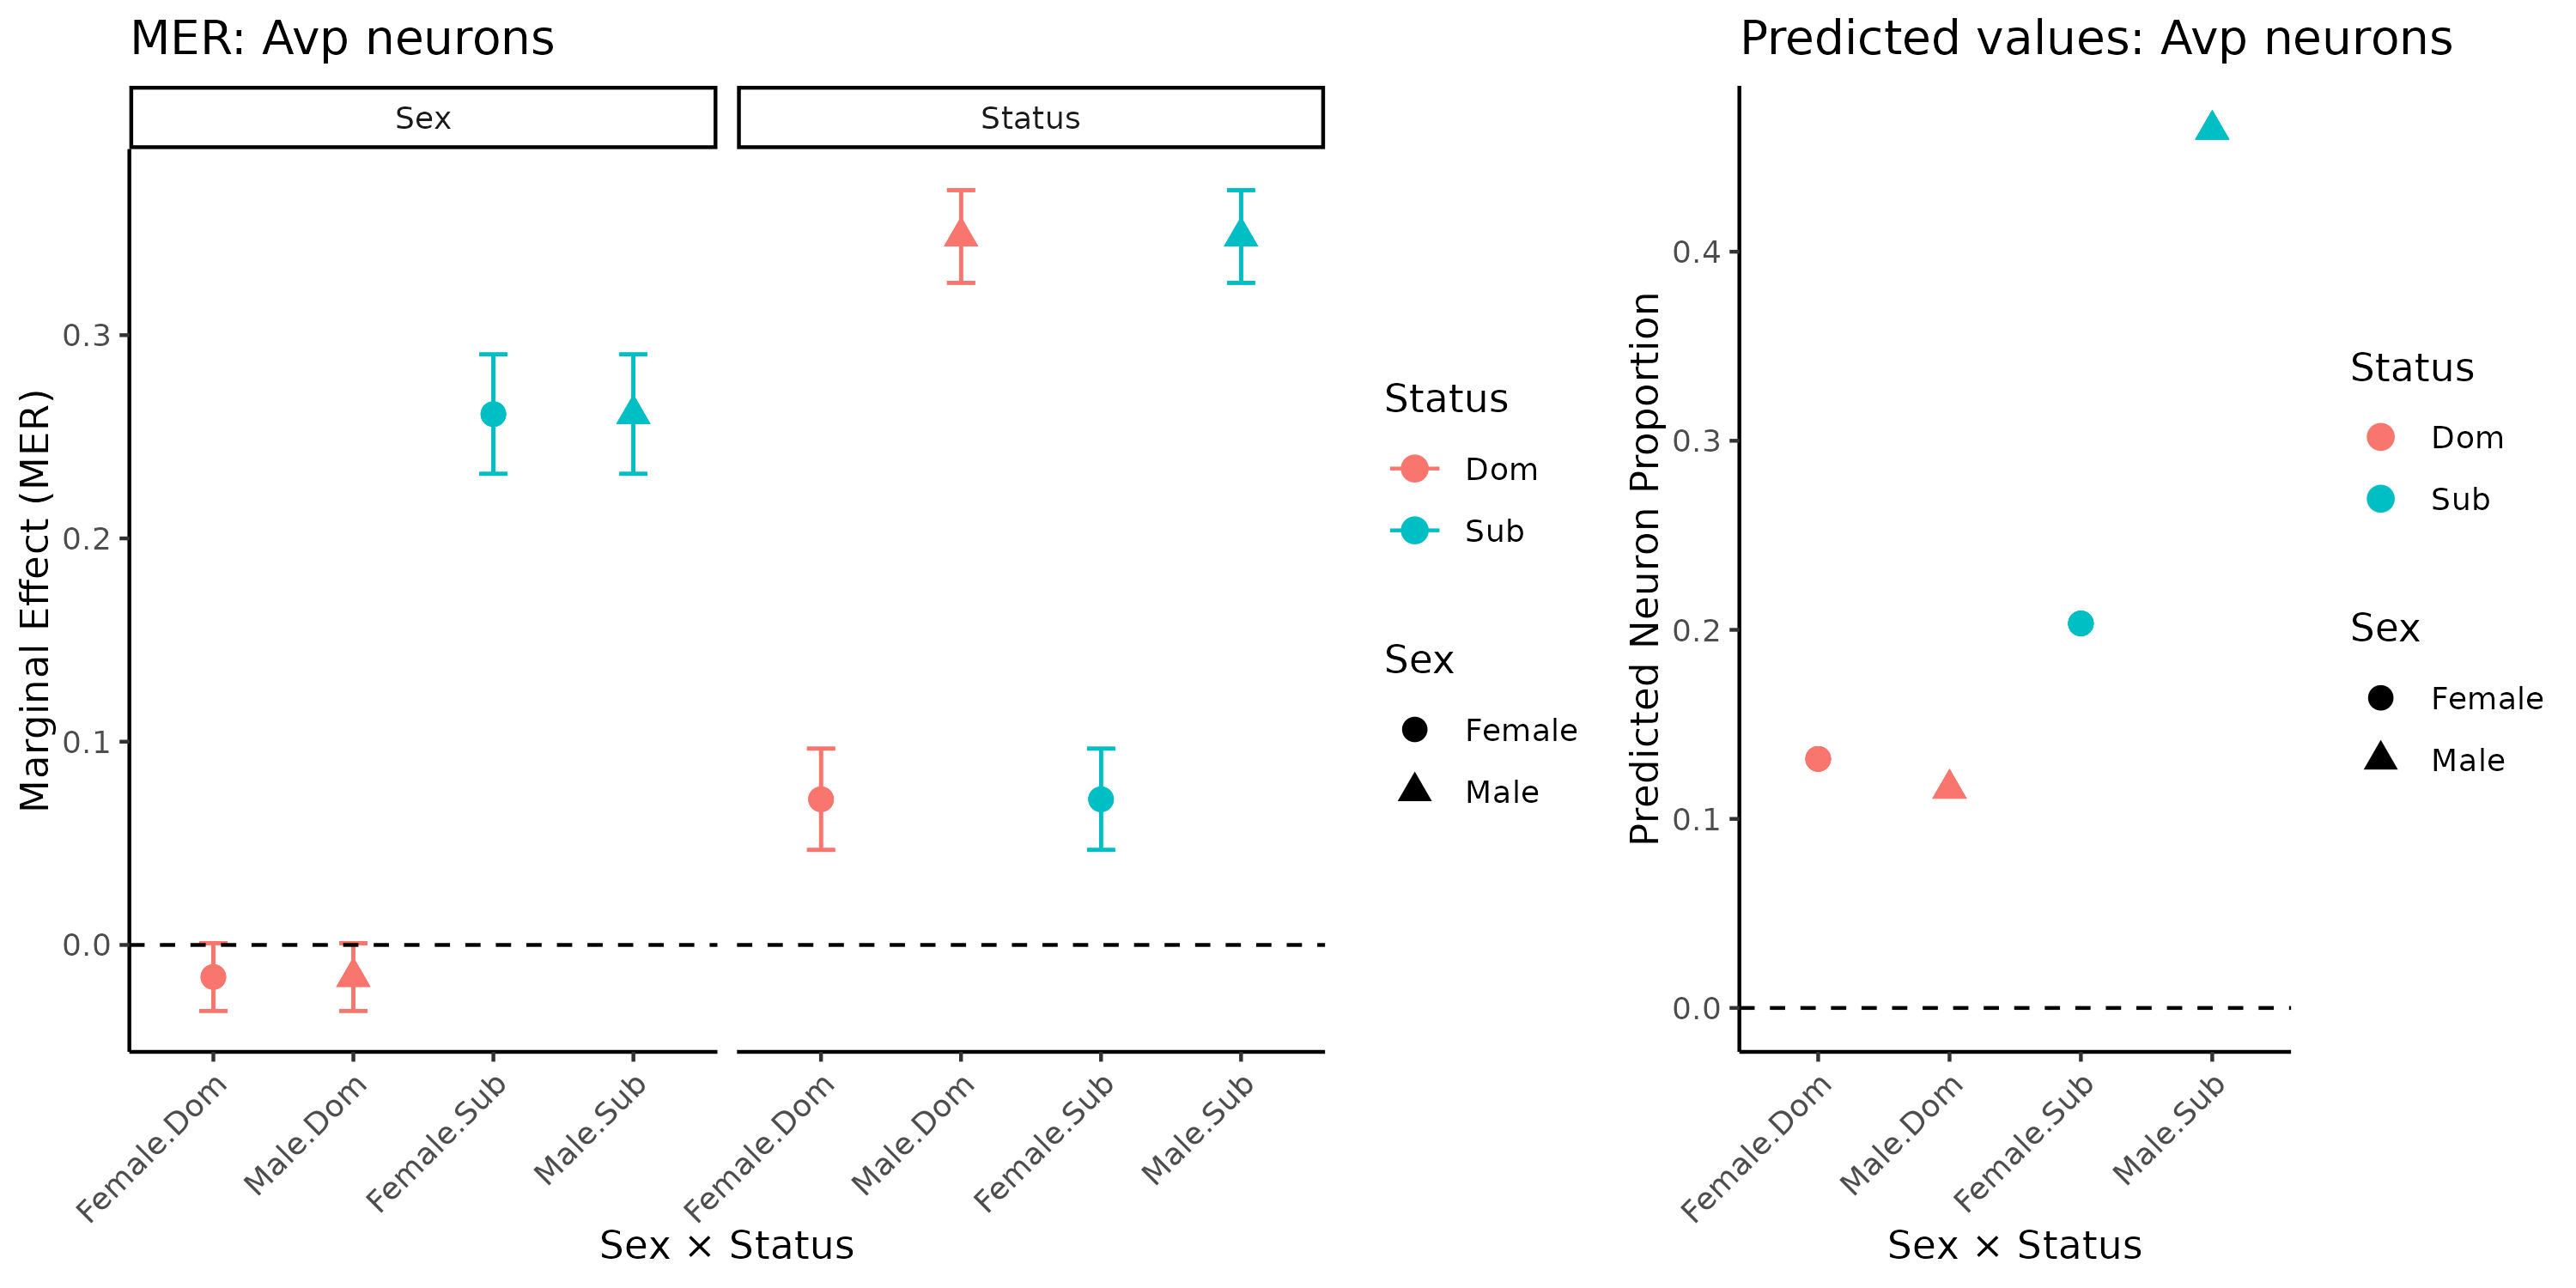 MER: Avp neurons
Sex
Status
Marginal Effect (MER)
0.3
0.2
0.1
0.0
Female.Dom
Male.Dom
Female.Sub
Male.Sub
Female.Dom
Male.Dom
Female.Sub
Male.Sub
Sex × Status
Status
Dom
Sub
Sex
Female
Male
Predicted values: Avp neurons
Predicted Neuron Proportion
0.4
0.3
0.2
0.1
0.0
Female.Dom
Male.Dom
Female.Sub
Male.Sub
Sex × Status
Status
Dom
Sub
Sex
Female
Male